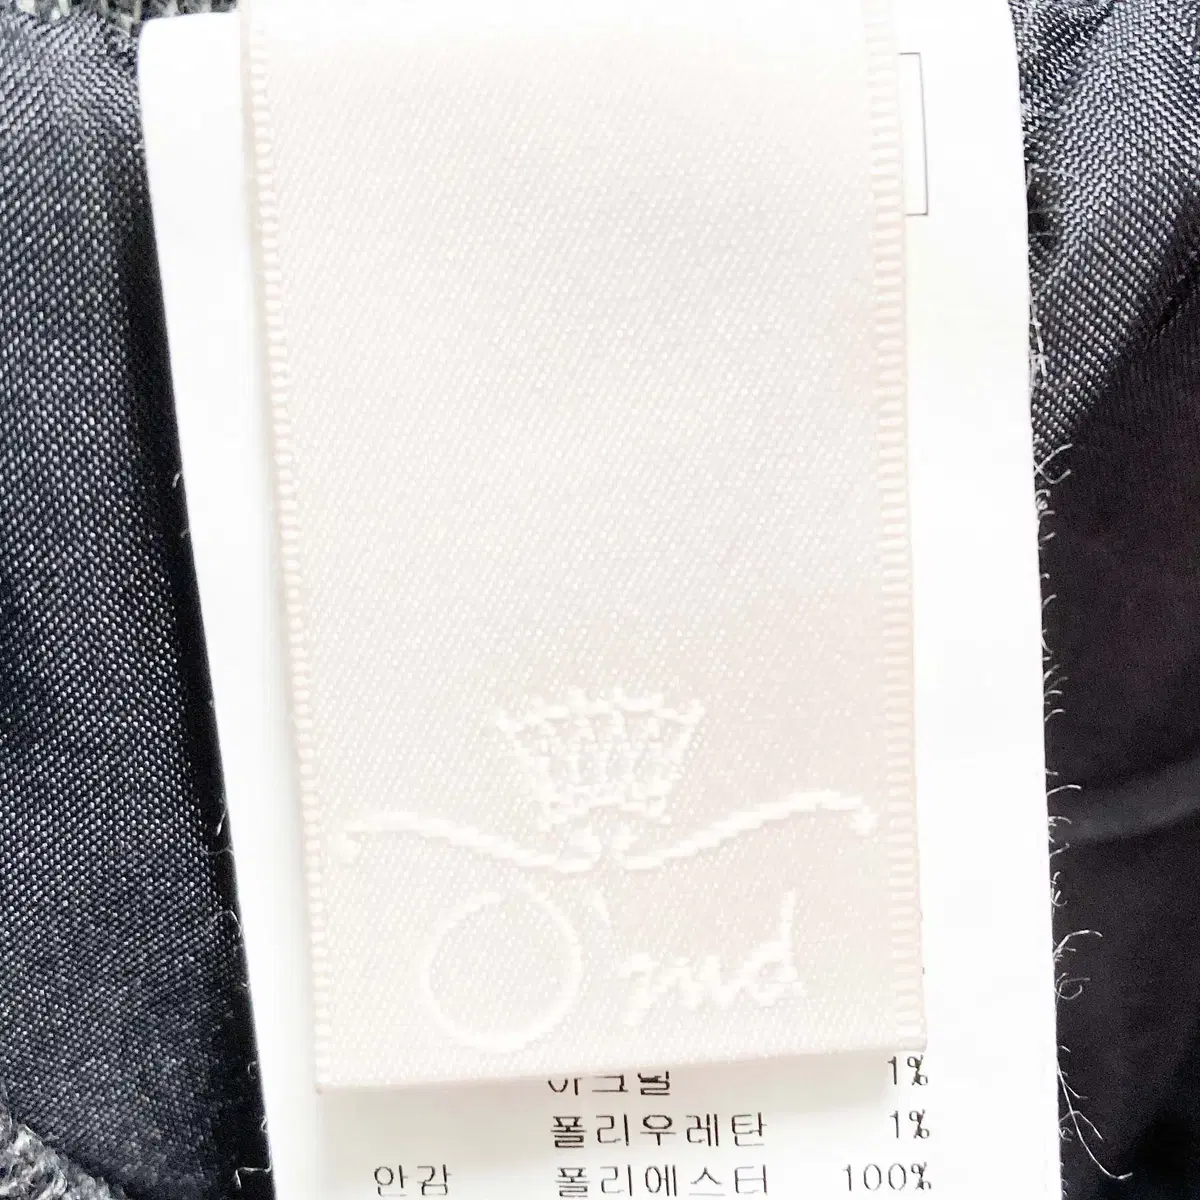 O'2nd
아크릴 1%
폴리우레탄 1%
안감 폴리에스터 100%